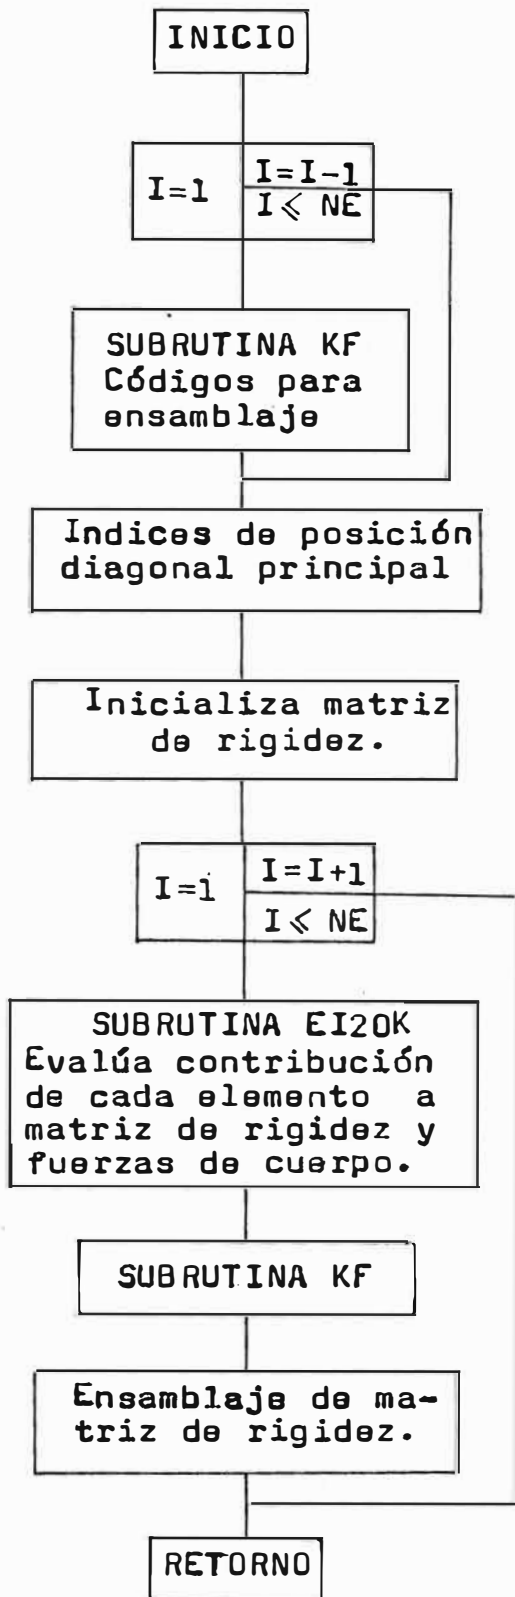 INICIO
I=1
I=I-1
I≤ NE
SUBRUTINA KF
Códigos para
ensamblaje
Indices de posición
diagonal principal
Inicializa matriz
de rigidez.
I=1
I=I+1
I≤ NE
SUBRUTINA EI20K
Evalúa contribución
de cada elemento a
matriz de rigidez y
fuerzas de cuerpo.
SUBRUTINA KF
Ensamblaje de ma-
triz de rigidez.
RETORNO